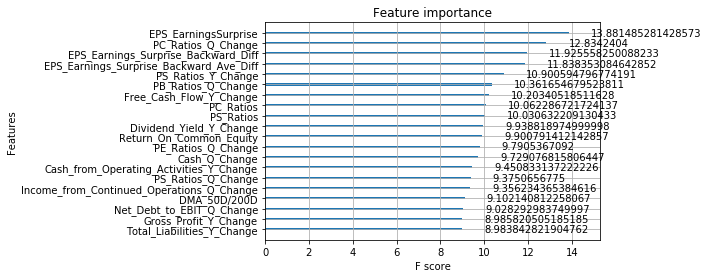 Feature importance
EPS_EarningsSurprise 13.881485281428573
PC_Ratios_Q_Change 12.8342404
EPS_Earnings_Surprise_Backward_Diff 11.925558250088233
EPS_Earnings_Surprise_Backward_Ave_Diff 11.838353084642852
PS_Ratios_Y_Change 10.900594796774191
PB_Ratios_Q_Change 10.361654679523811
Free_Cash_Flow_Y_Change 10.20340518511628
PC_Ratios 10.062286721724137
PS_Ratios 10.030632209130433
Dividend_Yield_Y_Change 9.938818974999998
Return_On_Common_Equity 9.900791412142857
PE_Ratios_Q_Change 9.7905367092
Cash_Q_Change 9.729076815806447
Cash_from_Operating_Activities_Y_Change 9.450833137222226
PS_Ratios_Q_Change 9.3750656775
Income_from_Continued_Operations_Q_Change 9.356234365384616
DMA_50D/200D 9.102140812258067
Net_Debt_to_EBIT_Q_Change 9.028292983749997
Gross_Profit_Y_Change 8.985820505185185
Total_Liabilities_Y_Change 8.983842821904762
Features
0 2 4 6 8 10 12 14
F score